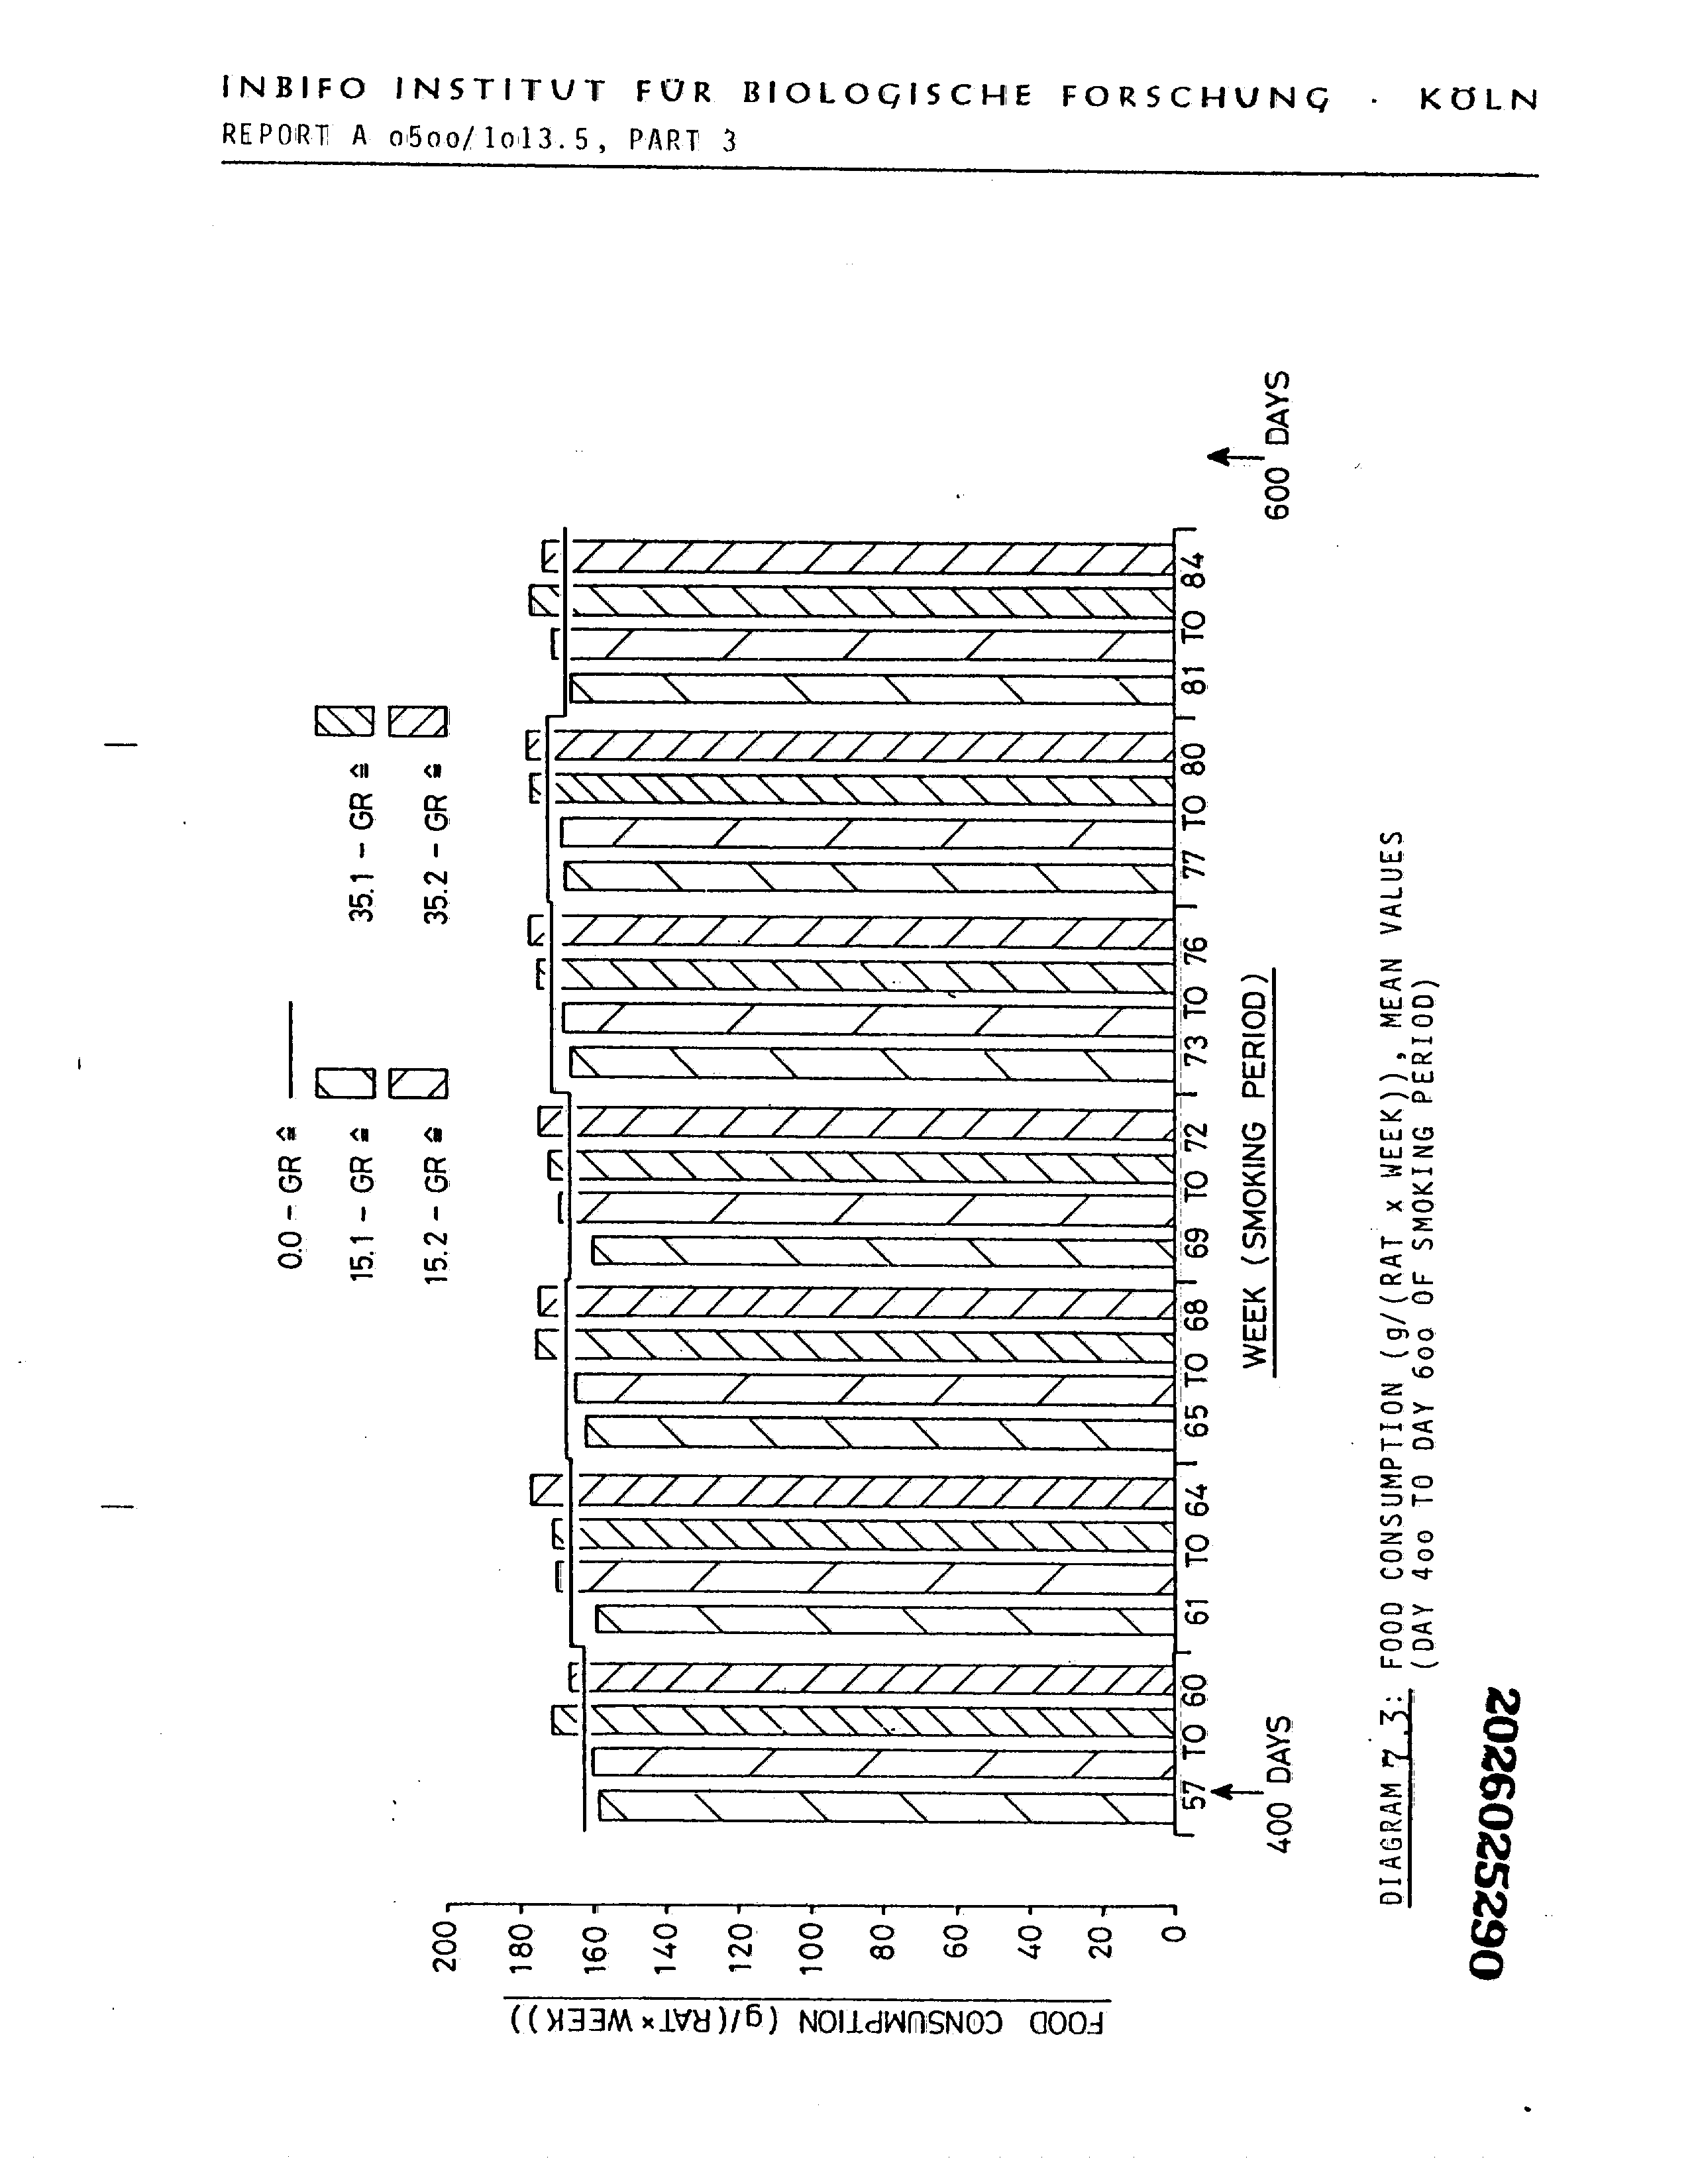 INBIFO INSTITUT FÜR BIOLOGISCHE FORSCHUNG · KÖLN
REPORT A o5oo/1o13.5, PART 3
0.0 - GR ≙
15.1 - GR ≙
15.2 - GR ≙
35.1 - GR ≙
35.2 - GR ≙
FOOD CONSUMPTION (g/(RAT × WEEK))
200
180
160
140
120
100
80
60
40
20
0
57 TO 60
61 TO 64
65 TO 68
69 TO 72
73 TO 76
77 TO 80
81 TO 84
400 DAYS
600 DAYS
WEEK (SMOKING PERIOD)
DIAGRAM 7 3: FOOD CONSUMPTION (g/(RAT x WEEK)), MEAN VALUES
(DAY 4oo TO DAY 6oo OF SMOKING PERIOD)
2026025290